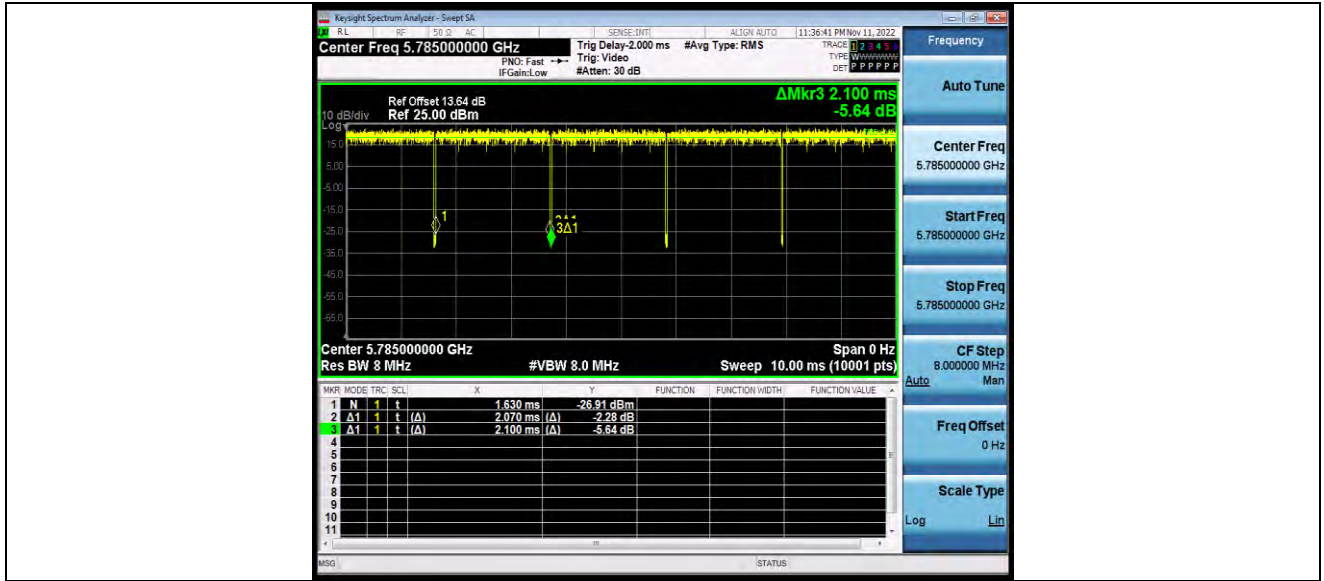 Keysight Spectrum Analyzer - Swept SA
RL RF 50 Ω AC SENSE:INT ALIGN AUTO 11:36:41 PM Nov 11, 2022
Center Freq 5.785000000 GHz
PNO: Fast
IFGain:Low
Trig Delay-2.000 ms
Trig: Video
#Atten: 30 dB
#Avg Type: RMS
TRACE 1 2 3 4 5 6
TYPE WWWWWW
DET P P P P P P
ΔMkr3 2.100 ms
-5.64 dB
Ref Offset 13.64 dB
10 dB/div Ref 25.00 dBm
Log
15.0
5.00
-5.00
-15.0
-25.0
-35.0
-45.0
-55.0
-65.0
1
3Δ1
Center 5.785000000 GHz Span 0 Hz
Res BW 8 MHz #VBW 8.0 MHz Sweep 10.00 ms (10001 pts)
MKR MODE TRC SCL X Y FUNCTION FUNCTION WIDTH FUNCTION VALUE
1 N 1 t 1.630 ms -26.91 dBm
2 Δ1 1 t (Δ) 2.070 ms (Δ) -2.28 dB
3 Δ1 1 t (Δ) 2.100 ms (Δ) -5.64 dB
4
5
6
7
8
9
10
11
MSG STATUS
Frequency
Auto Tune
Center Freq
5.785000000 GHz
Start Freq
5.785000000 GHz
Stop Freq
5.785000000 GHz
CF Step
8.000000 MHz
Auto Man
Freq Offset
0 Hz
Scale Type
Log Lin